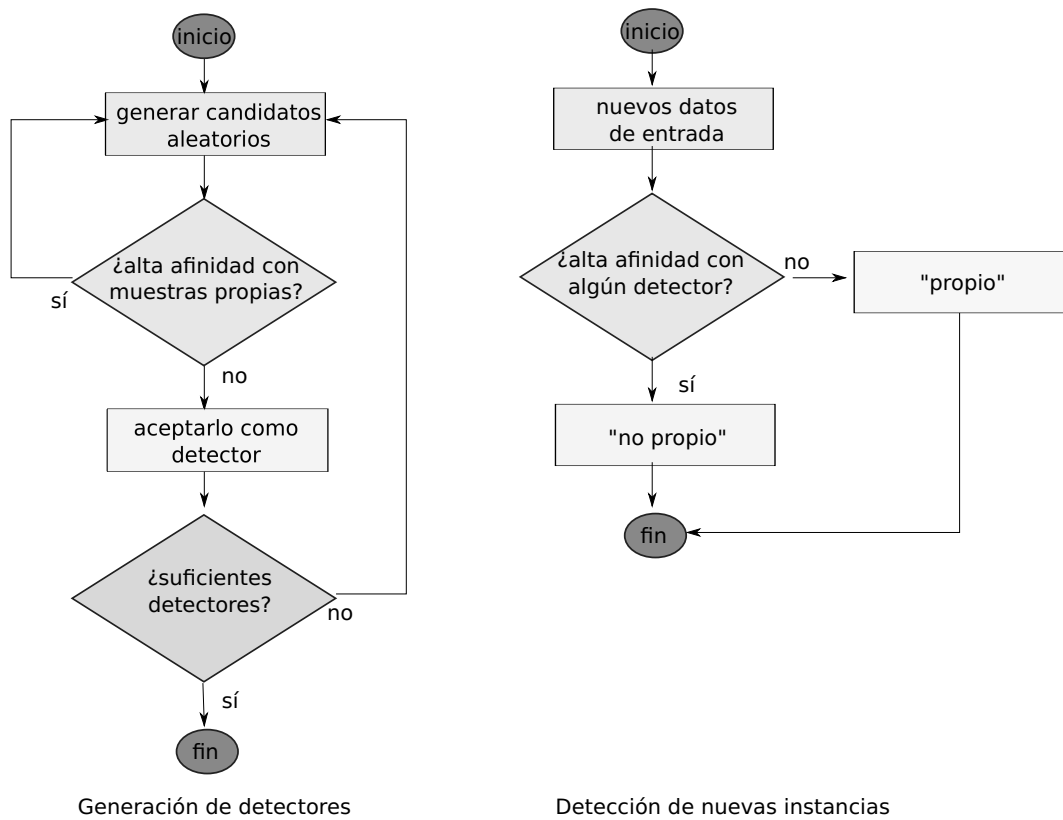 inicio
generar candidatos
aleatorios
¿alta afinidad con
muestras propias?
sí
no
aceptarlo como
detector
¿suficientes
detectores?
no
sí
fin
Generación de detectores
inicio
nuevos datos
de entrada
¿alta afinidad con
algún detector?
no
"propio"
sí
"no propio"
fin
Detección de nuevas instancias